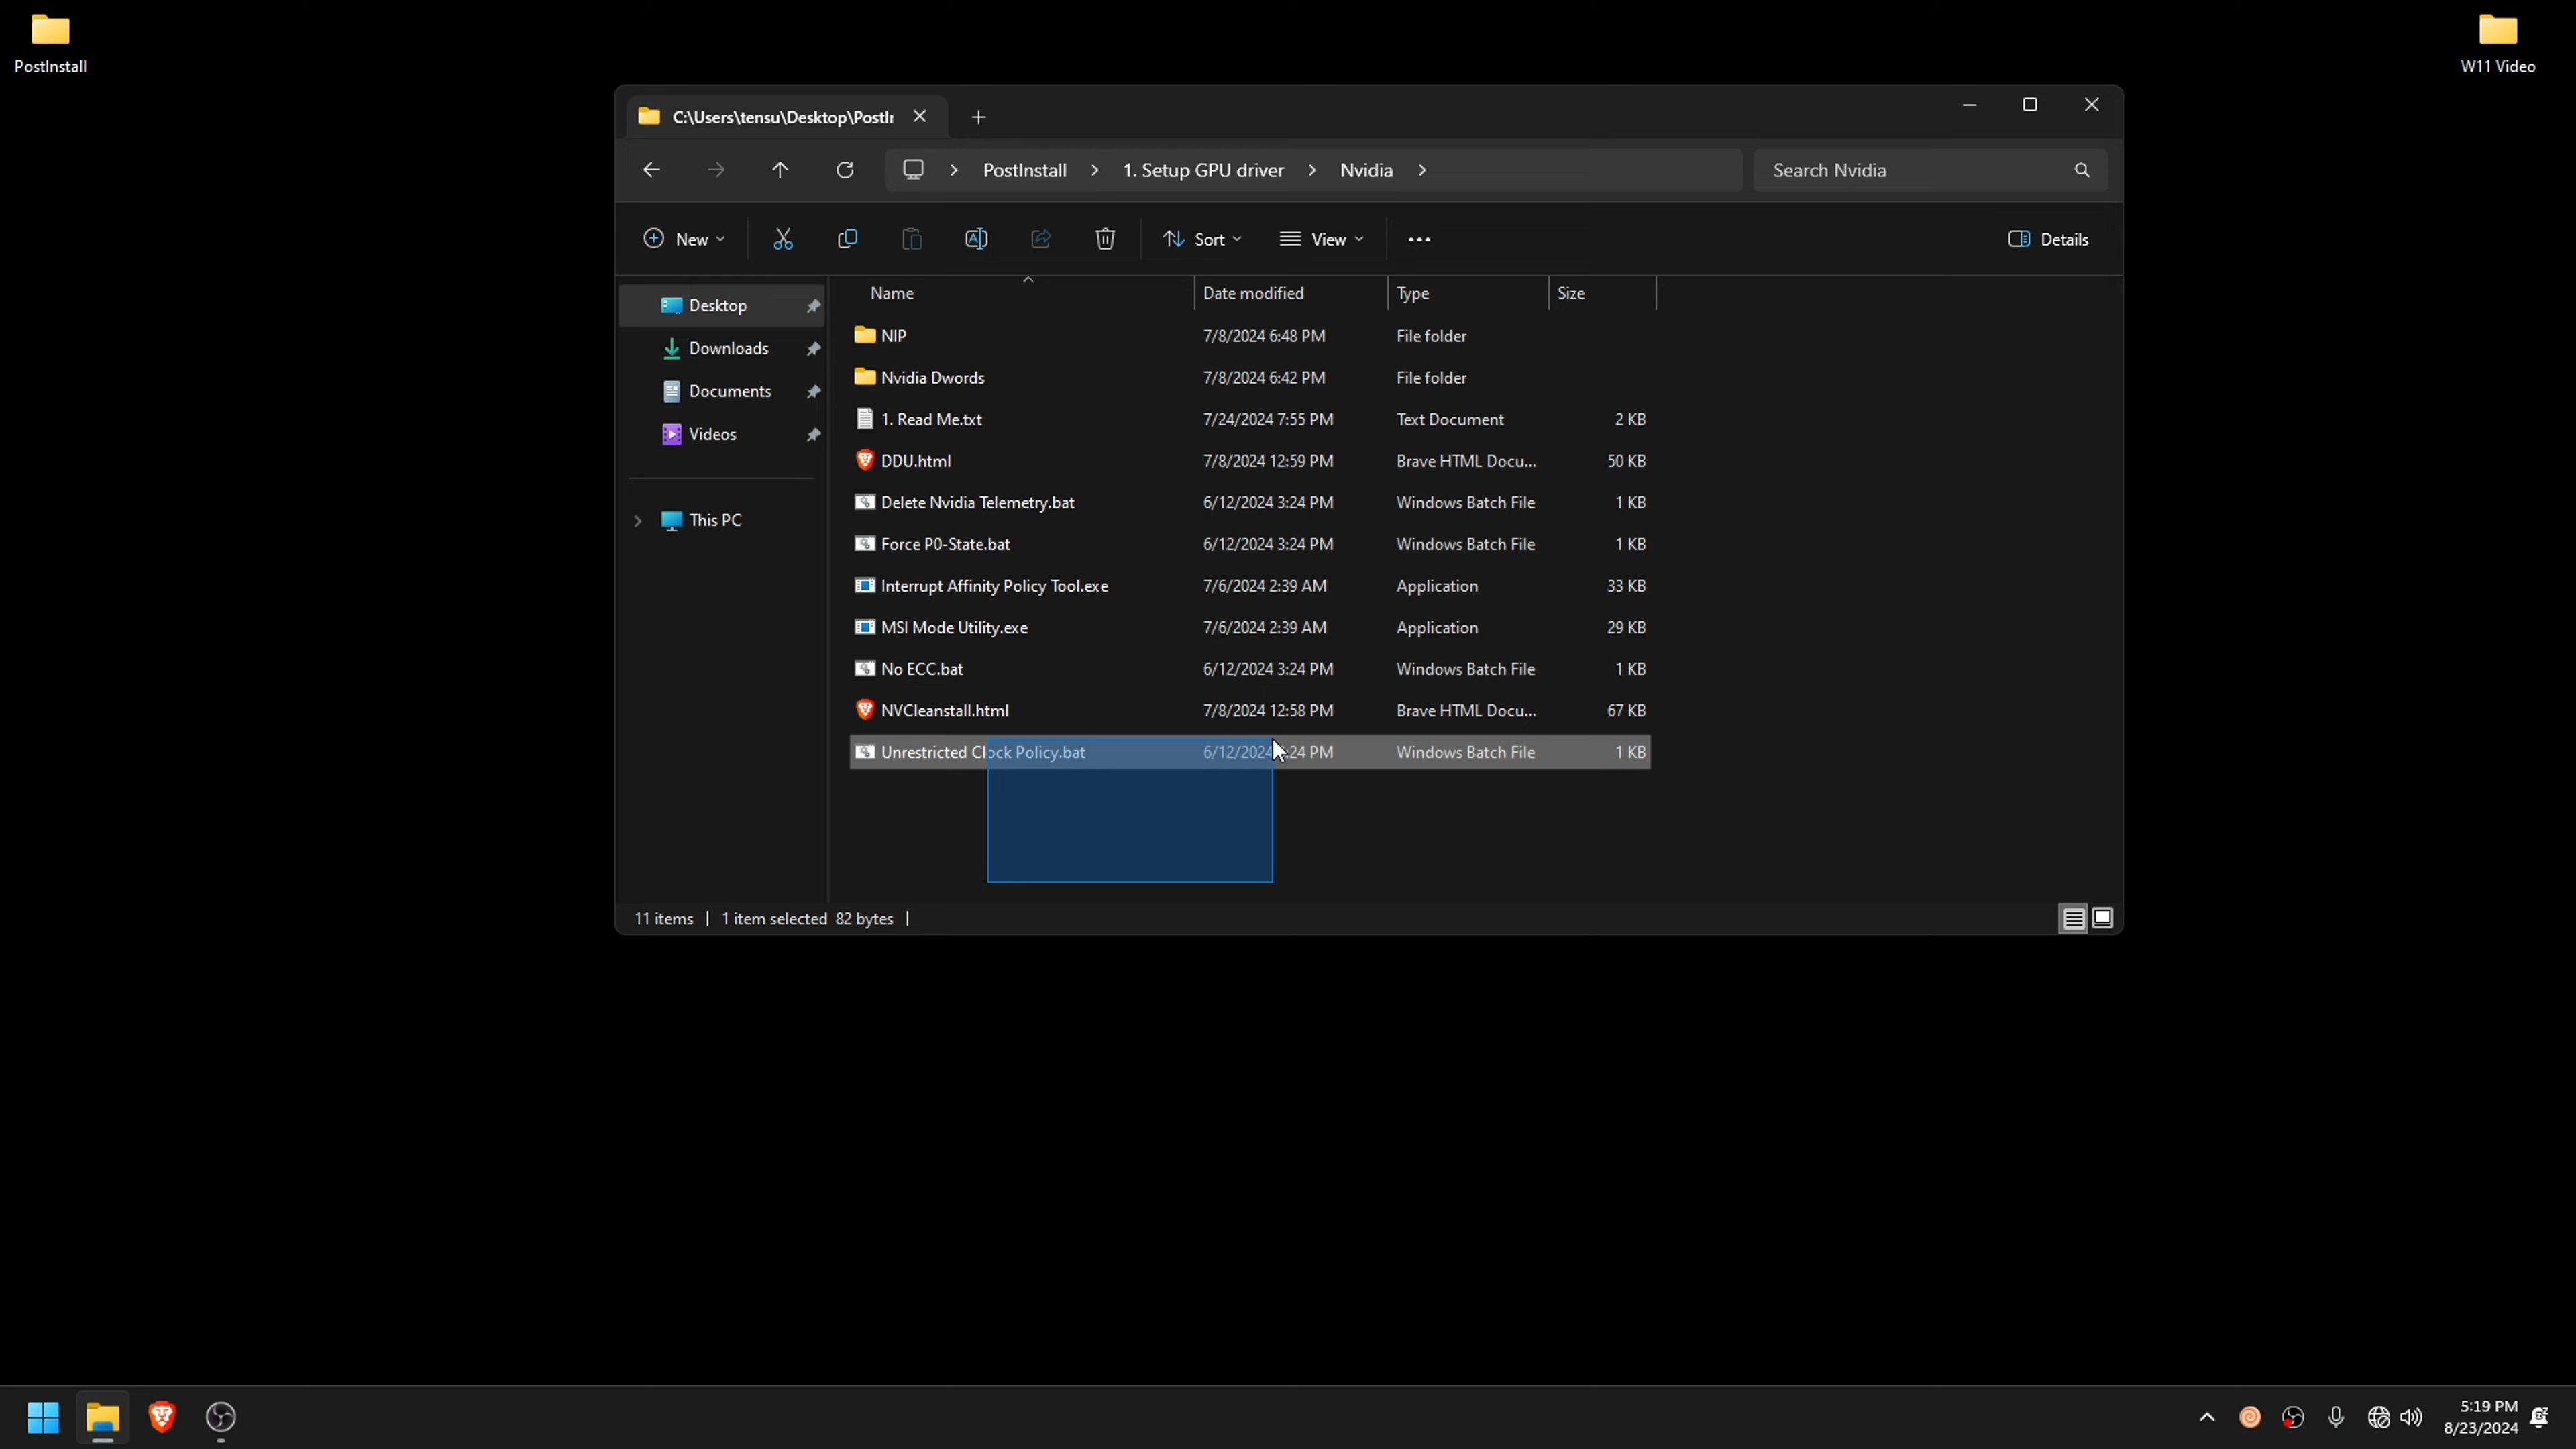 PostInstall
W11 Video
C:\Users\tensu\Desktop\PostIr
PostInstall > 1. Setup GPU driver > Nvidia >
Search Nvidia
New
Sort
View
Details
Name Date modified Type Size
Desktop
Downloads
Documents
Videos
This PC
NIP 7/8/2024 6:48 PM File folder
Nvidia Dwords 7/8/2024 6:42 PM File folder
1. Read Me.txt 7/24/2024 7:55 PM Text Document 2 KB
DDU.html 7/8/2024 12:59 PM Brave HTML Docu... 50 KB
Delete Nvidia Telemetry.bat 6/12/2024 3:24 PM Windows Batch File 1 KB
Force P0-State.bat 6/12/2024 3:24 PM Windows Batch File 1 KB
Interrupt Affinity Policy Tool.exe 7/6/2024 2:39 AM Application 33 KB
MSI Mode Utility.exe 7/6/2024 2:39 AM Application 29 KB
No ECC.bat 6/12/2024 3:24 PM Windows Batch File 1 KB
NVCleanstall.html 7/8/2024 12:58 PM Brave HTML Docu... 67 KB
Unrestricted Clock Policy.bat 6/12/2024 :24 PM Windows Batch File 1 KB
11 items | 1 item selected 82 bytes |
5:19 PM
8/23/2024